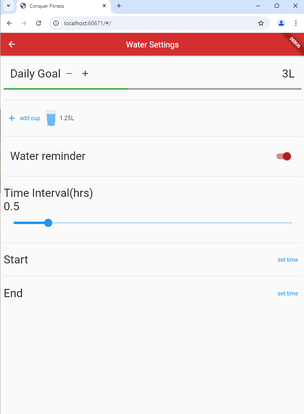 Conquer Fitness
localhost:60671/#/
Water Settings
DEBUG
Daily Goal − + 3L
+ add cup 1.25L
Water reminder
Time Interval(hrs)
0.5
Start set time
End set time